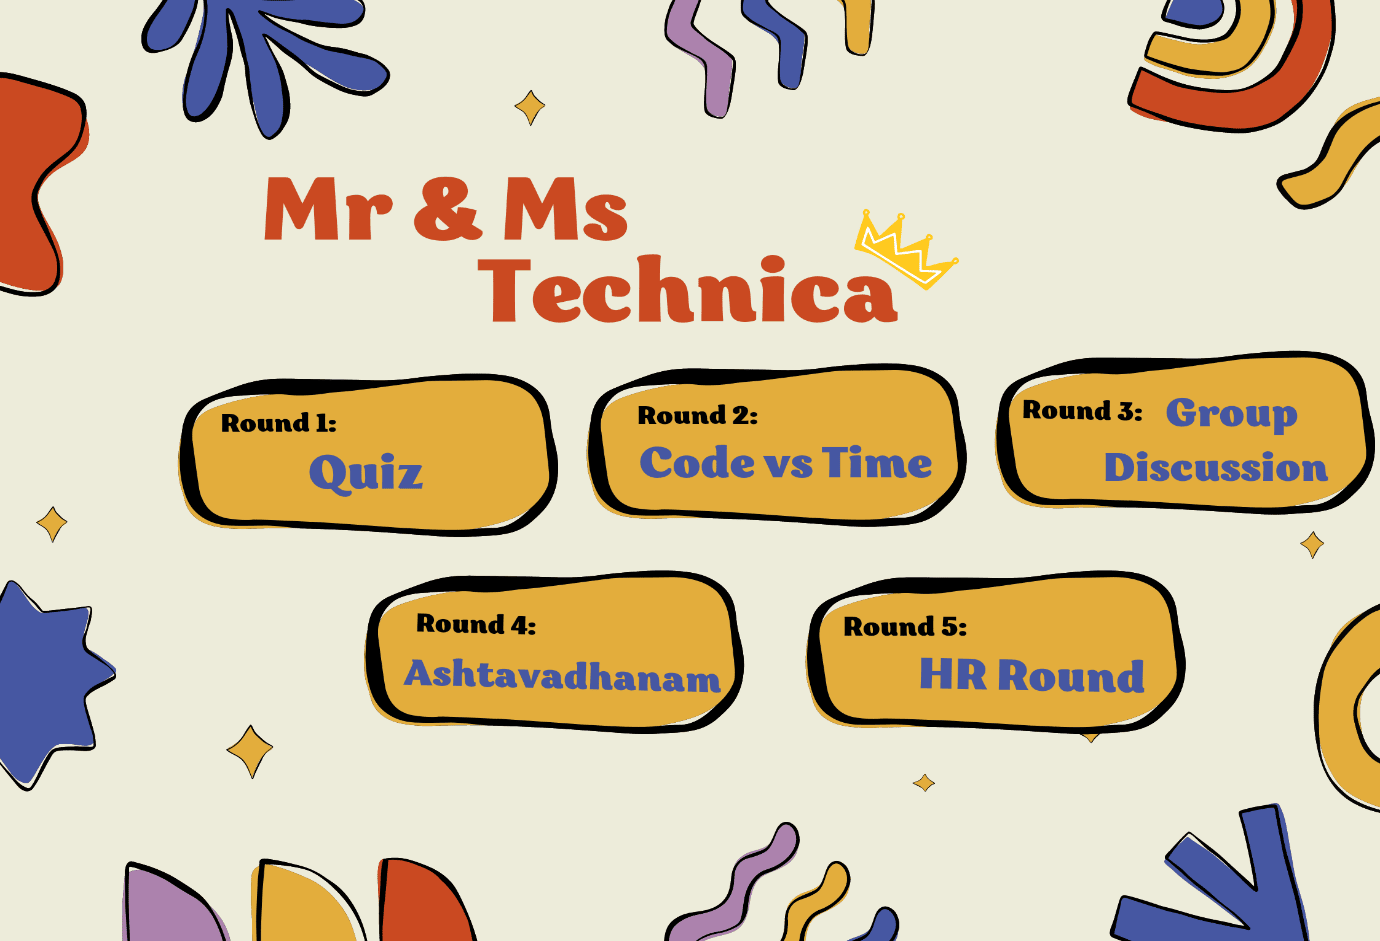 Mr & Ms
Technica
Round 1:
Quiz
Round 2:
Code vs Time
Round 3: Group
Discussion
Round 4:
Ashtavadhanam
Round 5:
HR Round